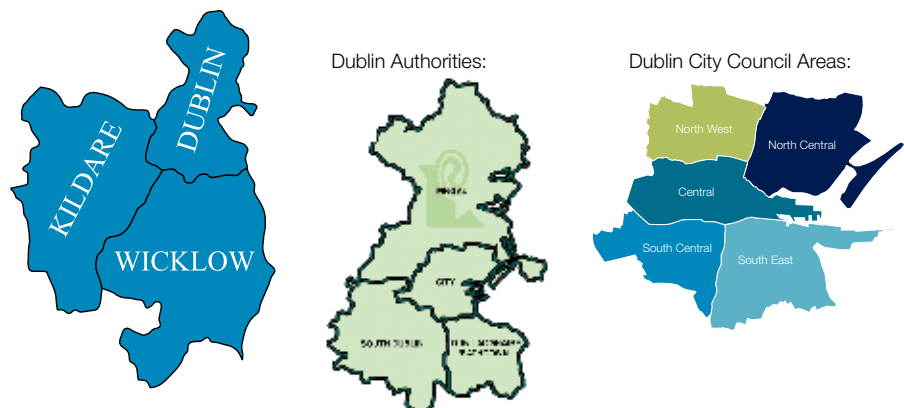 DUBLIN
KILDARE
WICKLOW
Dublin Authorities:
FINGAL
CITY
SOUTH DUBLIN
Dublin City Council Areas:
North West
North Central
Central
South Central
South East